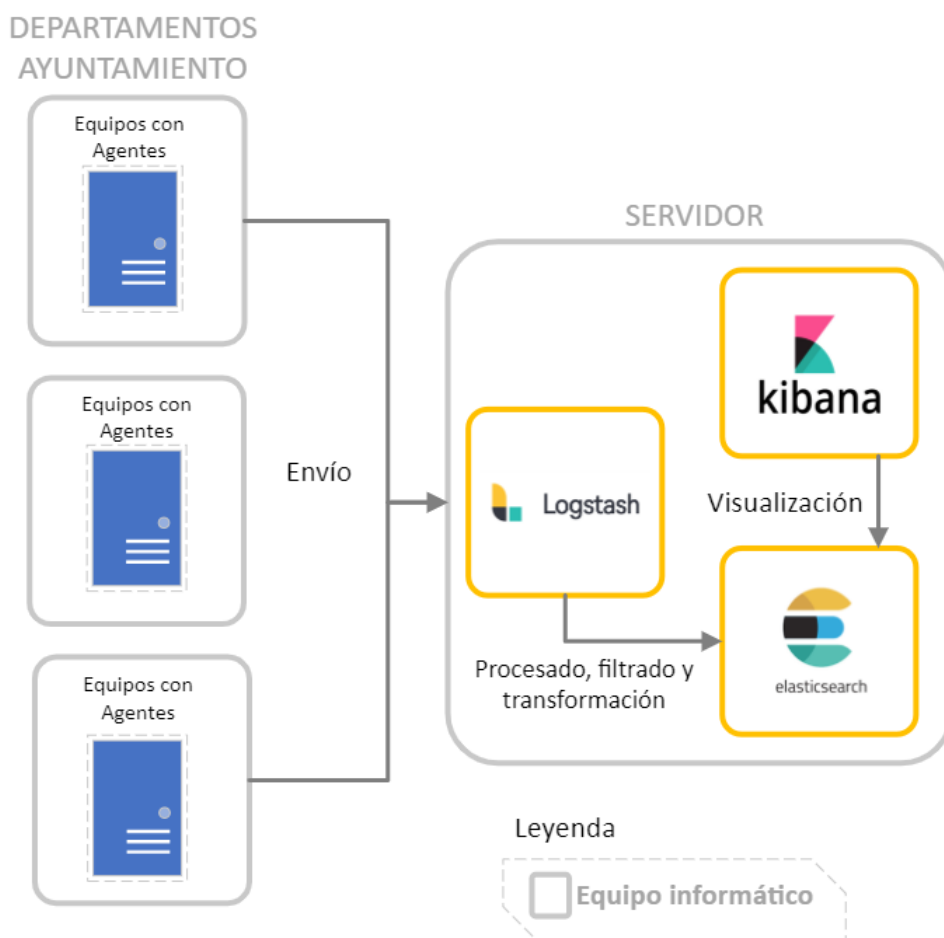 DEPARTAMENTOS
AYUNTAMIENTO
Equipos con
Agentes
Equipos con
Agentes
Equipos con
Agentes
Envío
SERVIDOR
kibana
Logstash
Visualización
elasticsearch
Procesado, filtrado y
transformación
Leyenda
Equipo informático